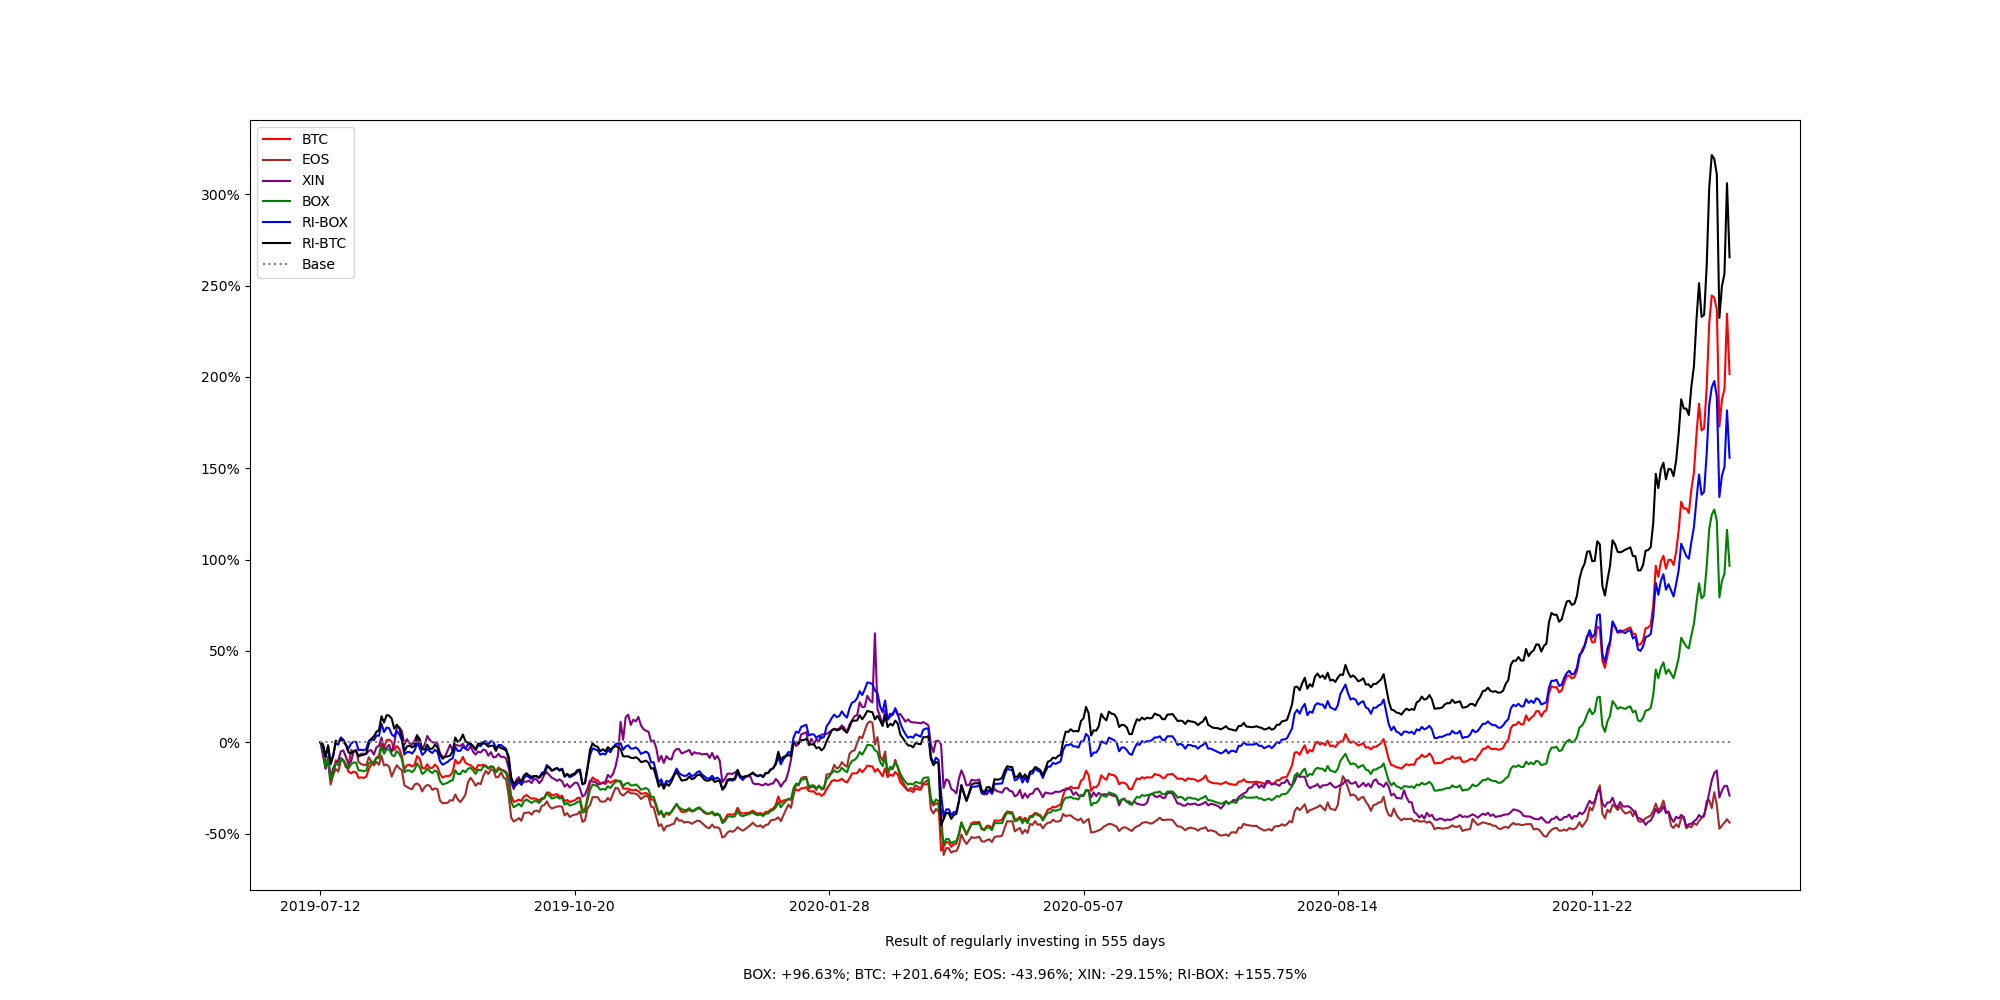 BTC
EOS
XIN
BOX
RI-BOX
RI-BTC
Base
300%
250%
200%
150%
100%
50%
0%
-50%
2019-07-12 2019-10-20 2020-01-28 2020-05-07 2020-08-14 2020-11-22
Result of regularly investing in 555 days
BOX: +96.63%; BTC: +201.64%; EOS: -43.96%; XIN: -29.15%; RI-BOX: +155.75%